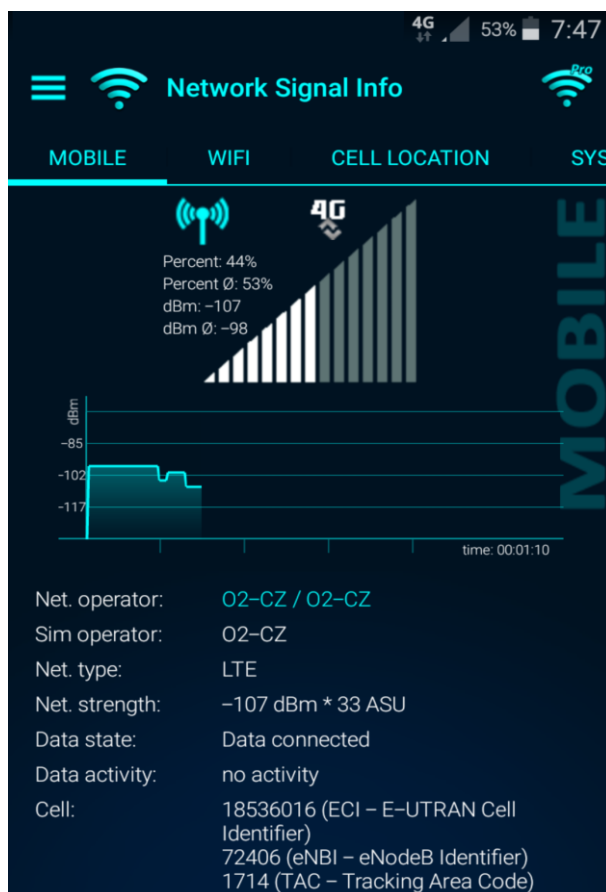 4G 53% 7:47
Network Signal Info
Pro
MOBILE WIFI CELL LOCATION SYS
4G
Percent: 44%
Percent Ø: 53%
dBm: −107
dBm Ø: −98
MOBILE
dBm
−85
−102
−117
time: 00:01:10
Net. operator: O2−CZ / O2−CZ
Sim operator: O2−CZ
Net. type: LTE
Net. strength: −107 dBm * 33 ASU
Data state: Data connected
Data activity: no activity
Cell: 18536016 (ECI − E−UTRAN Cell
Identifier)
72406 (eNBI − eNodeB Identifier)
1714 (TAC − Tracking Area Code)